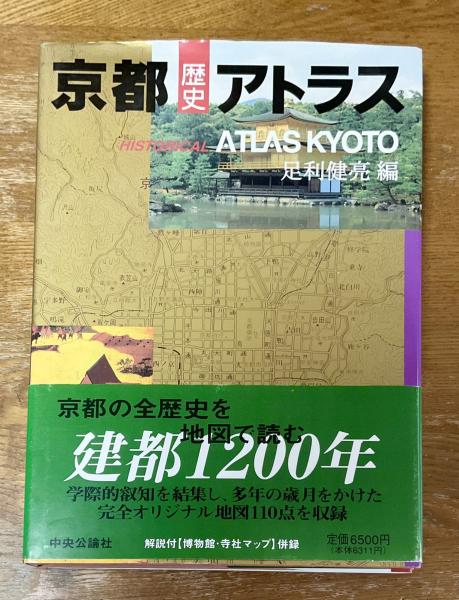 京都歴史アトラス
HISTORICAL ATLAS KYOTO
足利健亮 編
京都の全歴史を
地図で読む
建都1200年
学際的叡知を結集し、多年の歳月をかけた
完全オリジナル地図110点を収録
中央公論社
解説付【博物館・寺社マップ】併録
定価6500円
(本体6311円)